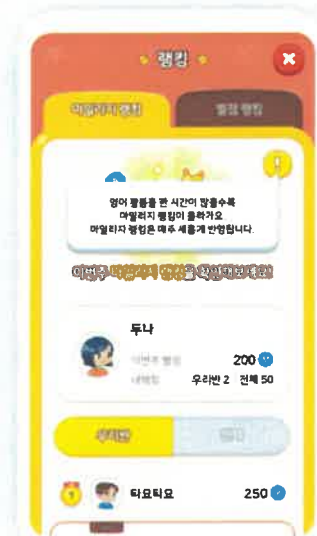 랭킹
마일리지 랭킹
별점 랭킹
영어 활동을 한 시간이 많을수록
마일리지 랭킹이 올라가요.
마일리지 랭킹은 매주 새롭게 반영됩니다.
이번주 마일리지 랭킹을 확인해보세요!
두나
이번주 랭킹 200
내랭킹 우리반 2 전체 50
우리반
전체
1 타요타요 250